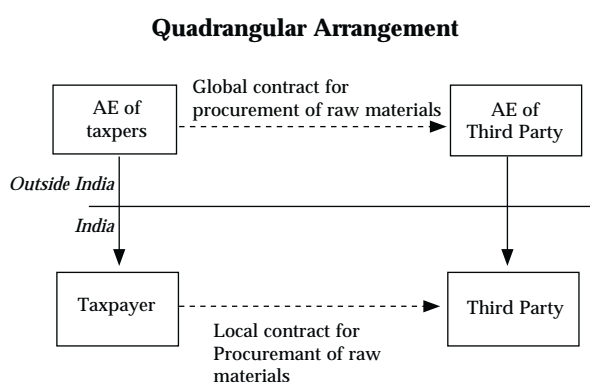 Quadrangular Arrangement
AE of
taxpers
Global contract for
procurement of raw materials
AE of
Third Party
Outside India
India
Taxpayer
Third Party
Local contract for
Procuremant of raw
materials